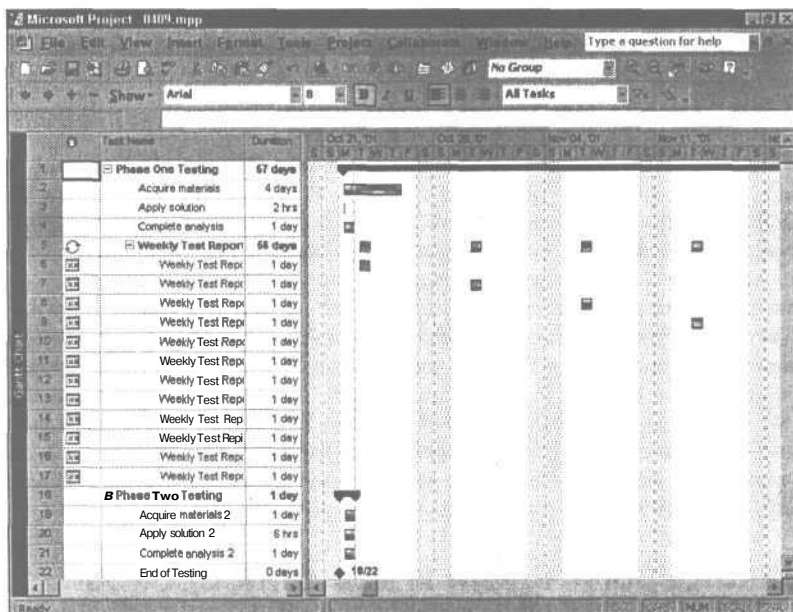 Microsoft Project - 0409.mpp
File Edit View Insert Format Tools Project Collaborate Window Help Type a question for help
No Group
Show Arial 8 B I U All Tasks
Task Name Duration Oct 21, '01 Oct 28, '01 Nov 04, '01 Nov 11, '01
1 Phase One Testing 57 days
2 Acquire materials 4 days
3 Apply solution 2 hrs
4 Complete analysis 1 day
5 Weekly Test Report 56 days
6 Weekly Test Repo 1 day
7 Weekly Test Repo 1 day
8 Weekly Test Repo 1 day
9 Weekly Test Repo 1 day
10 Weekly Test Repo 1 day
11 Weekly Test Repo 1 day
12 Weekly Test Repo 1 day
13 Weekly Test Repo 1 day
14 Weekly Test Rep 1 day
15 Weekly Test Repi 1 day
16 Weekly Test Repo 1 day
17 Weekly Test Repo 1 day
18 B Phase Two Testing 1 day
19 Acquire materials 2 1 day
20 Apply solution 2 6 hrs
21 Complete analysis 2 1 day
22 End of Testing 0 days 10/22
Gantt Chart
Ready